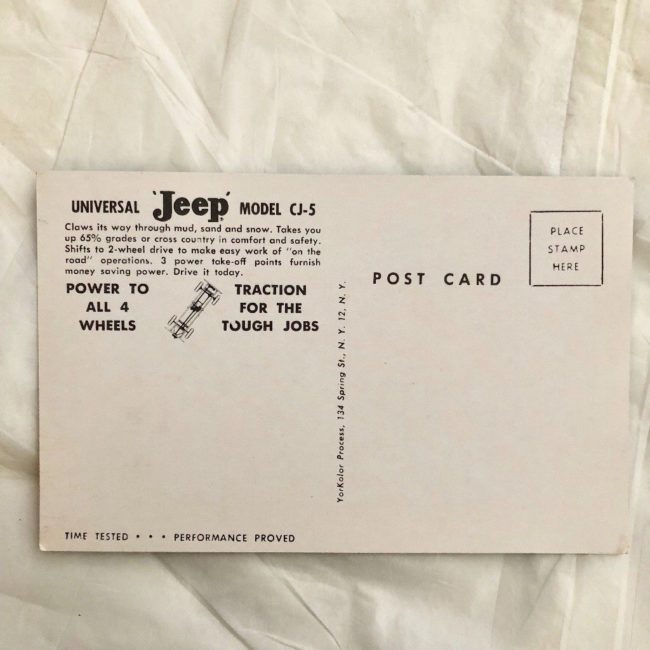 UNIVERSAL 'Jeep' MODEL CJ-5
Claws its way through mud, sand and snow. Takes you
up 65% grades or cross country in comfort and safety.
Shifts to 2-wheel drive to make easy work of "on the
road" operations. 3 power take-off points furnish
money saving power. Drive it today.
POWER TO
ALL 4
WHEELS
TRACTION
FOR THE
TOUGH JOBS
TIME TESTED • • • PERFORMANCE PROVED
YorKolor Process, 134 Spring St., N. Y. 12, N. Y.
POST CARD
PLACE
STAMP
HERE